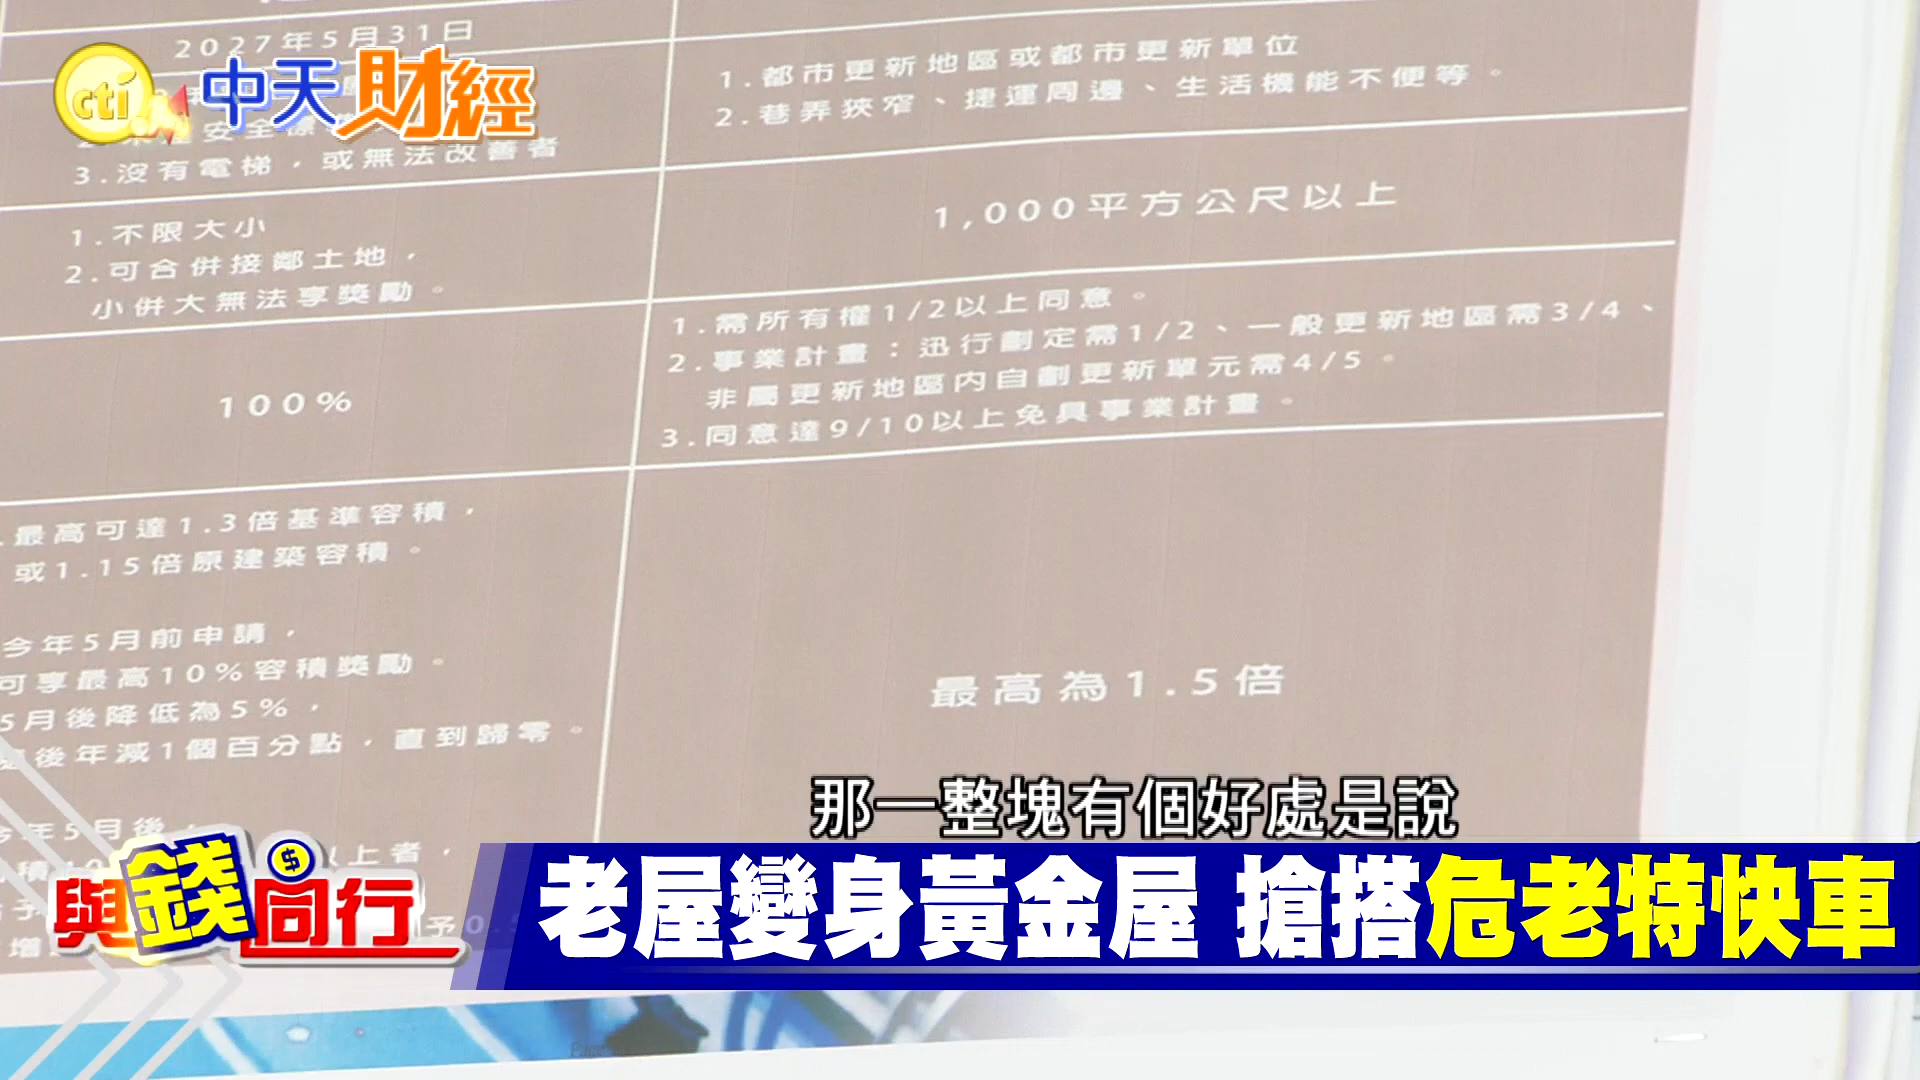 2027年5月31日
cti
中天財經
3.沒有電梯，或無法改善者
1.都市更新地區或都市更新單位
2.巷弄狹窄、捷運周邊、生活機能不便等。
1.不限大小
2.可合併接鄰土地，
小併大無法享獎勵。
1,000平方公尺以上
100%
1.需所有權1/2以上同意。
2.事業計畫：迅行劃定需1/2、一般更新地區需3/4、
非屬更新地區內自劃更新單元需4/5。
3.同意達9/10以上免具事業計畫。
最高可達1.3倍基準容積，
或1.15倍原建築容積。
今年5月前申請，
可享最高10%容積獎勵。
5月後降低為5%，
後年減1個百分點，直到歸零。
最高為1.5倍
今年5月後，
以上者，
那一整塊有個好處是說
與錢同行
老屋變身黃金屋 搶搭危老特快車